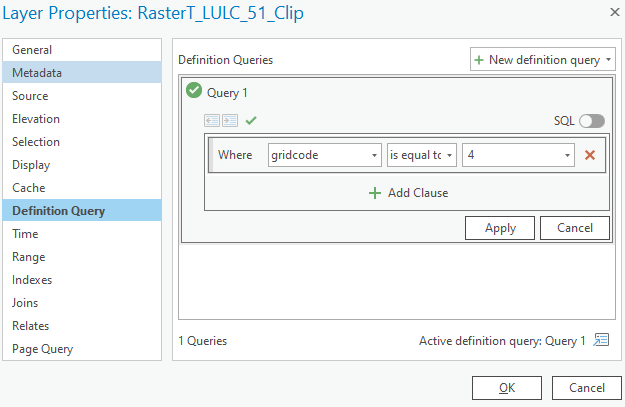 Layer Properties: RasterT_LULC_51_Clip
General
Metadata
Source
Elevation
Selection
Display
Cache
Definition Query
Time
Range
Indexes
Joins
Relates
Page Query
Definition Queries
New definition query
Query 1
SQL
Where gridcode is equal to 4
Add Clause
Apply Cancel
1 Queries Active definition query: Query 1
OK Cancel